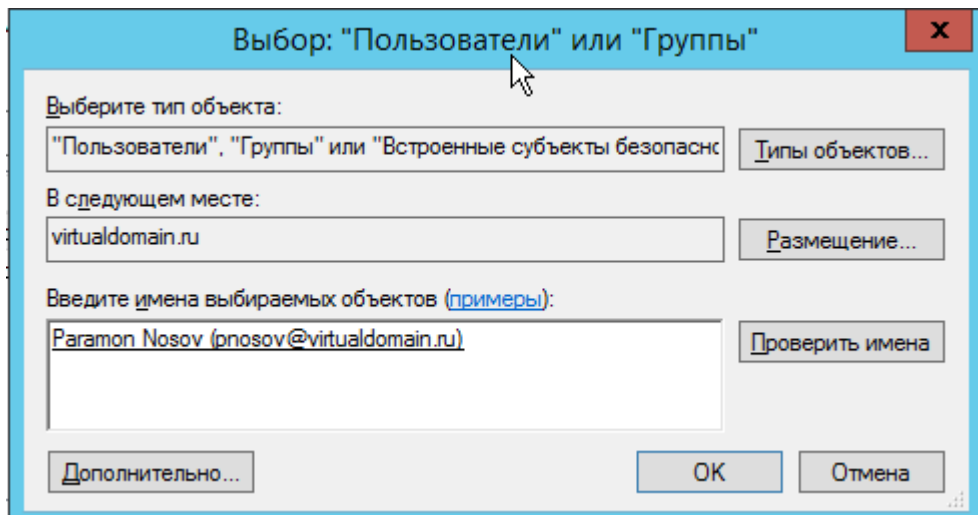 Выбор: "Пользователи" или "Группы"
x
Выберите тип объекта:
"Пользователи", "Группы" или "Встроенные субъекты безопасно
Типы объектов...
В следующем месте:
virtualdomain.ru
Размещение...
Введите имена выбираемых объектов (примеры):
Paramon Nosov (pnosov@virtualdomain.ru)
Проверить имена
Дополнительно...
OK
Отмена